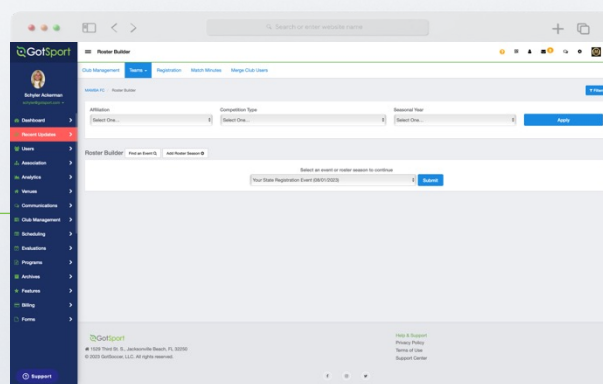 Search or enter website name
GotSport
Roster Builder
Club Management
Teams
Registration
Match Minutes
Merge Club Users
Schyler Ackerman
Roster Builder
Filters
Affiliation
Competition Type
Seasonal Year
Select One...
Select One...
Select One...
Apply
Dashboard
Recent Updates
Users
Association
Analytics
Venues
Communications
Club Management
Scheduling
Evaluations
Programs
Archives
Features
Billing
Forms
Support
Roster Builder
Find an Event
Add Roster Season
Select an event or roster season to continue
Your State Registration Event (08/01/2023)
Submit
GotSport
1529 Third St. S., Jacksonville Beach, FL 32250
© 2023 GotSoccer, LLC. All rights reserved.
Help & Support
Privacy Policy
Terms of Use
Support Center